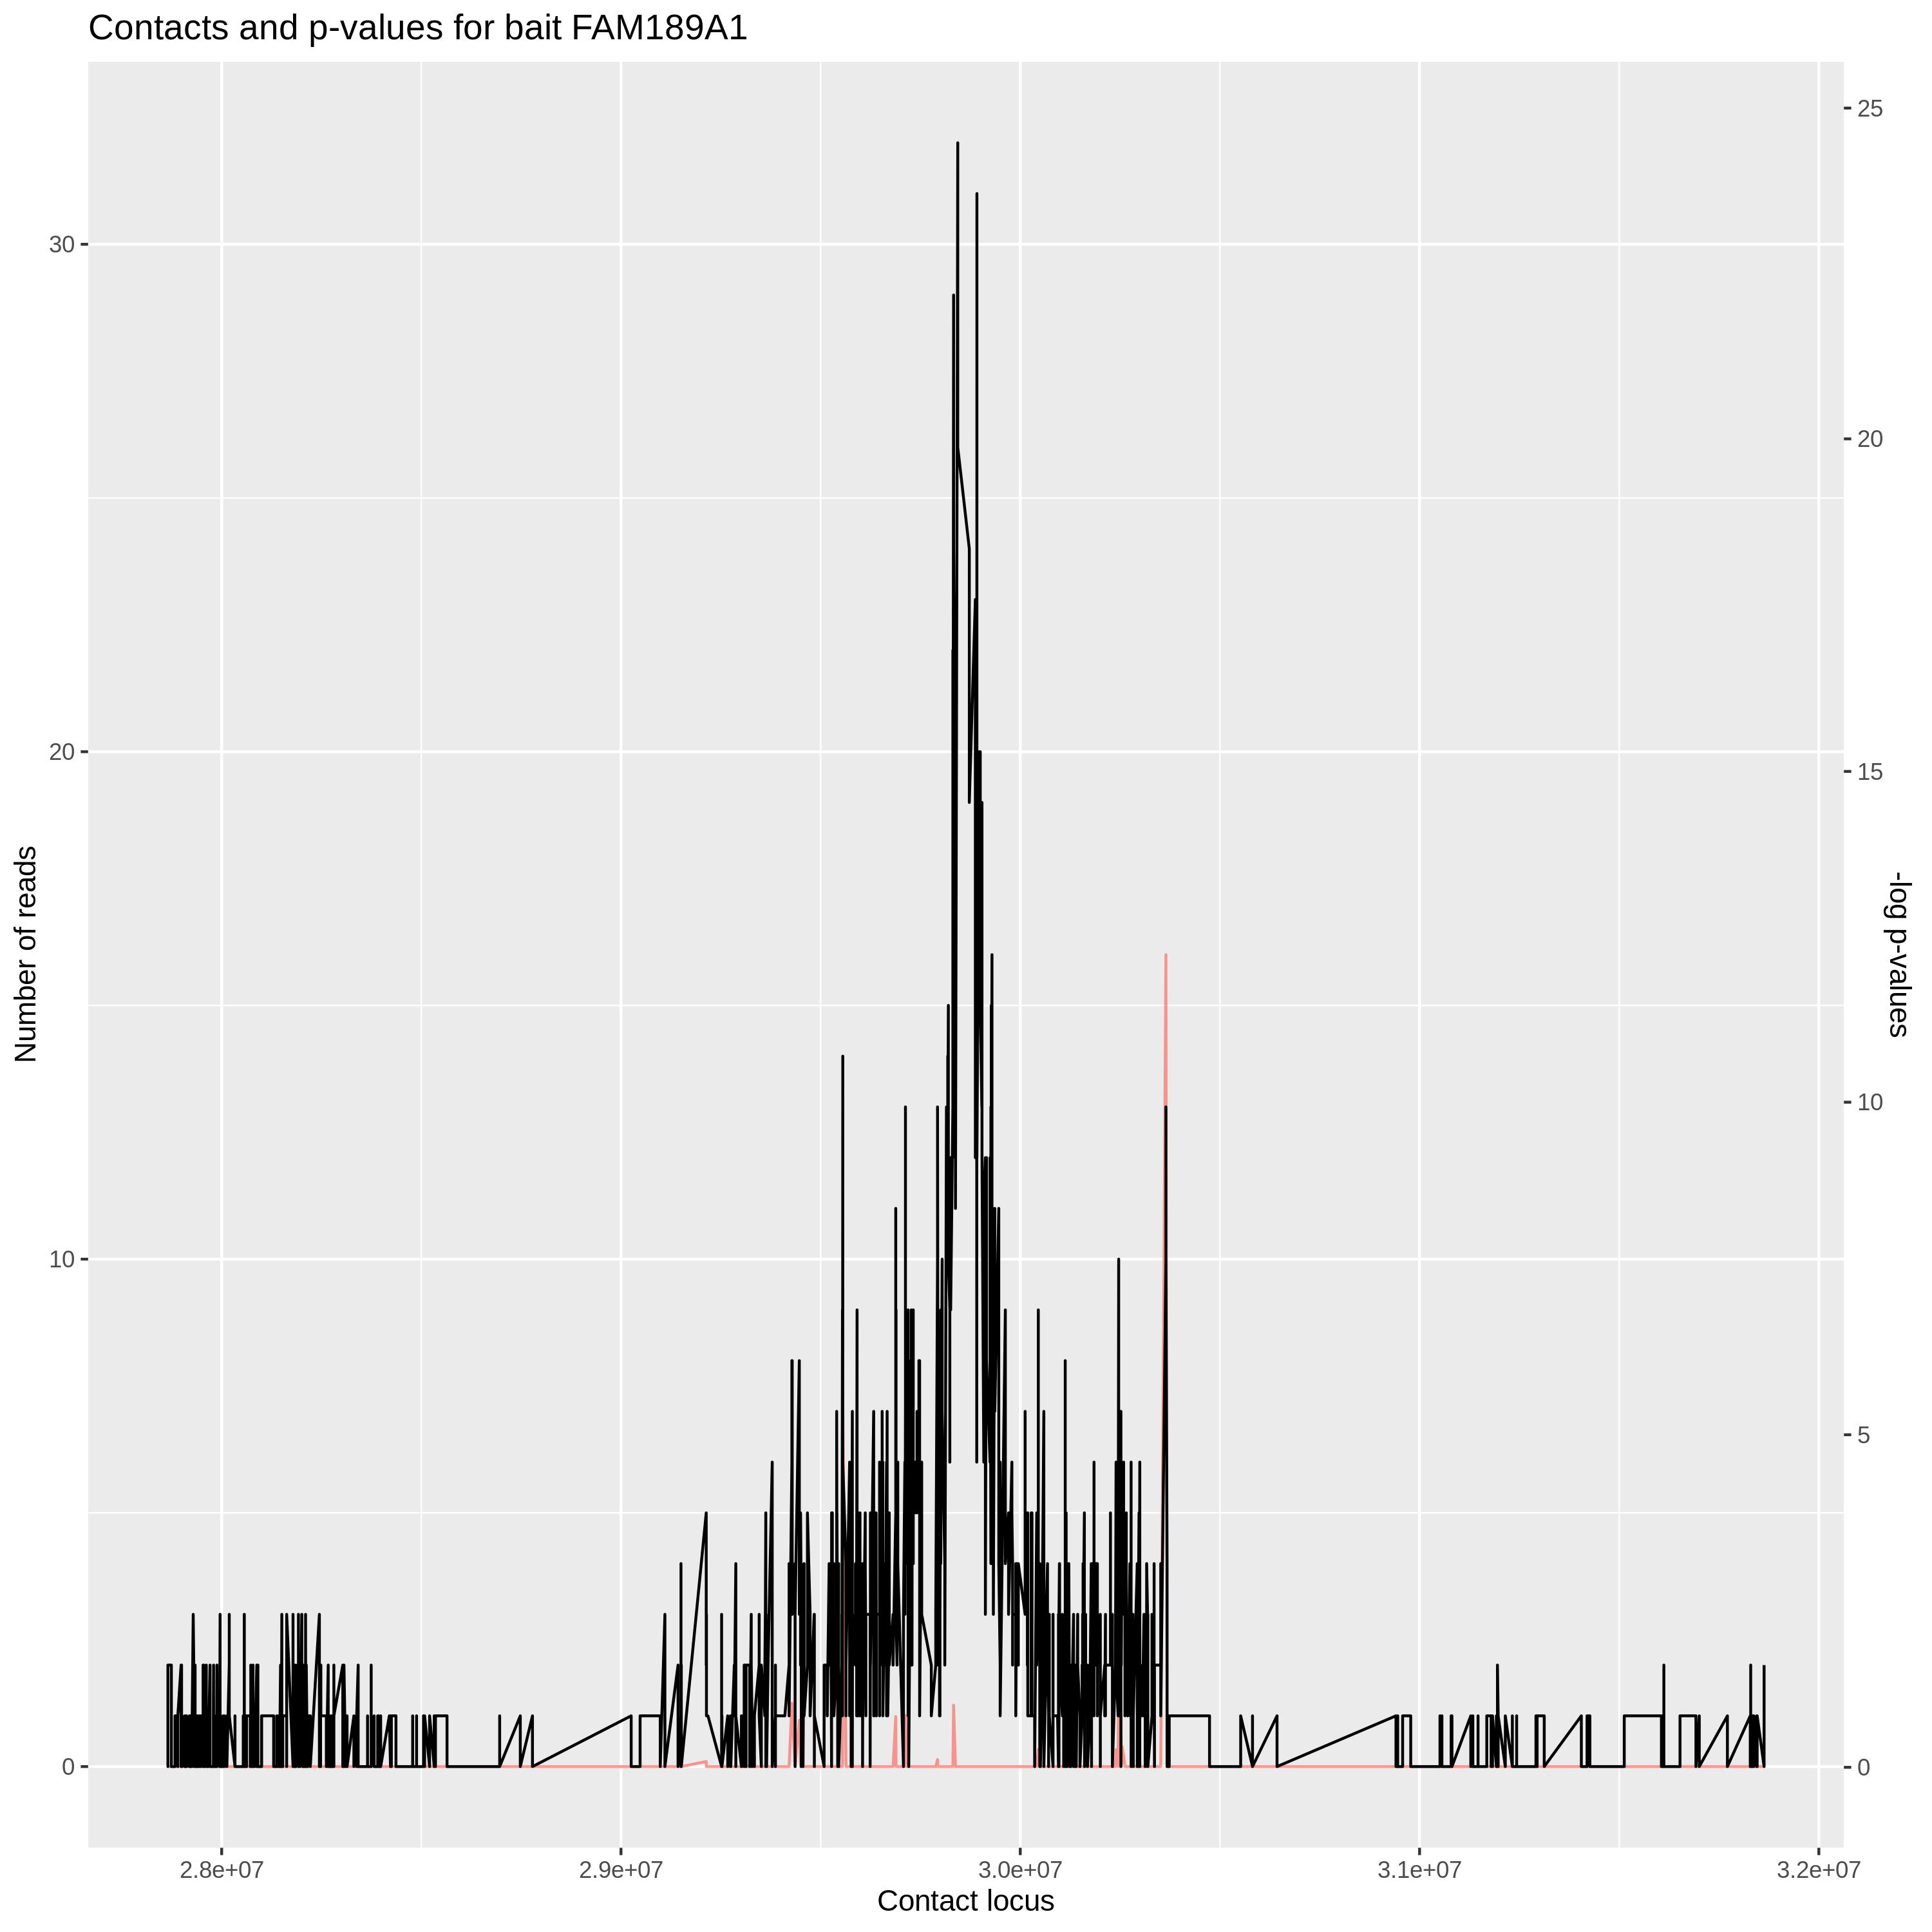 Contacts and p-values for bait FAM189A1
30
20
10
0
Number of reads
25
20
15
10
5
0
-log p-values
2.8e+07 2.9e+07 3.0e+07 3.1e+07 3.2e+07
Contact locus